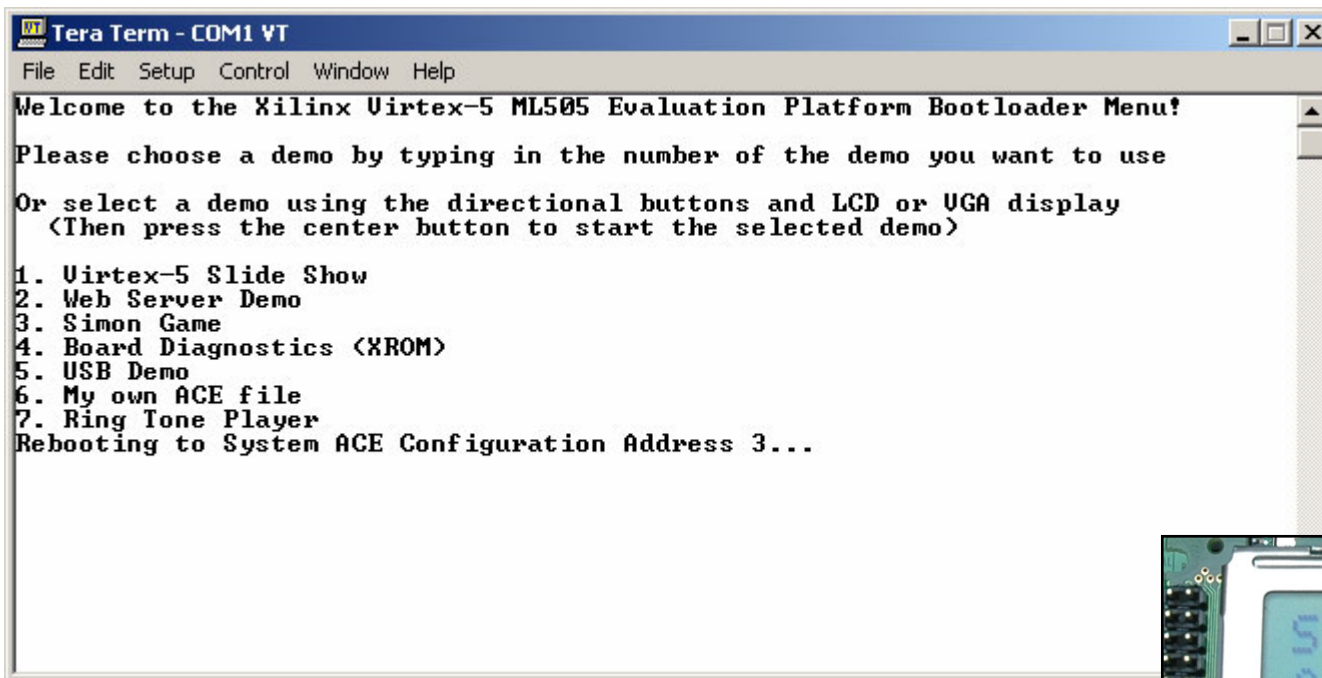 Tera Term - COM1 VT
File Edit Setup Control Window Help
Welcome to the Xilinx Virtex-5 ML505 Evaluation Platform Bootloader Menu!
Please choose a demo by typing in the number of the demo you want to use
Or select a demo using the directional buttons and LCD or VGA display
(Then press the center button to start the selected demo)
1. Virtex-5 Slide Show
2. Web Server Demo
3. Simon Game
4. Board Diagnostics (XROM)
5. USB Demo
6. My own ACE file
7. Ring Tone Player
Rebooting to System ACE Configuration Address 3...